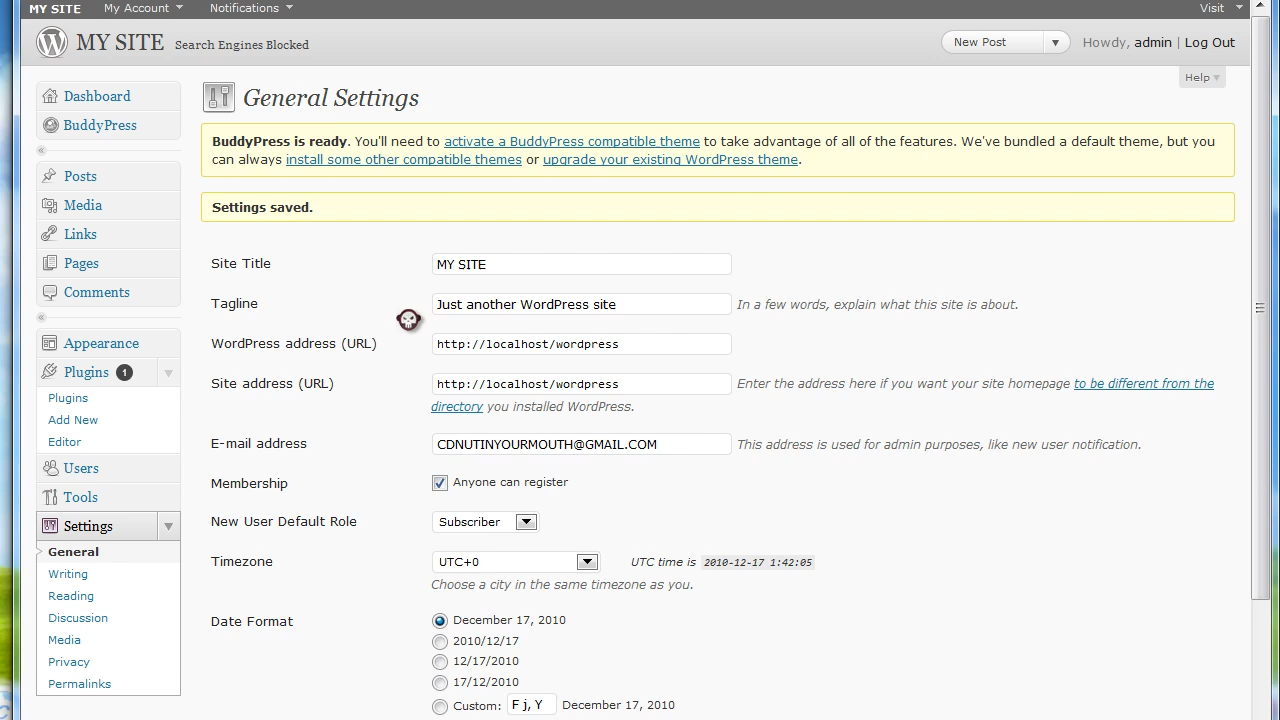 MY SITE My Account Notifications Visit
MY SITE Search Engines Blocked New Post Howdy, admin | Log Out
Help
Dashboard
BuddyPress
Posts
Media
Links
Pages
Comments
Appearance
Plugins 1
Plugins
Add New
Editor
Users
Tools
Settings
General
Writing
Reading
Discussion
Media
Privacy
Permalinks
General Settings
BuddyPress is ready. You'll need to activate a BuddyPress compatible theme to take advantage of all of the features. We've bundled a default theme, but you
can always install some other compatible themes or upgrade your existing WordPress theme.
Settings saved.
Site Title MY SITE
Tagline Just another WordPress site In a few words, explain what this site is about.
WordPress address (URL) http://localhost/wordpress
Site address (URL) http://localhost/wordpress Enter the address here if you want your site homepage to be different from the
directory you installed WordPress.
E-mail address CDNUTINYOURMOUTH@GMAIL.COM This address is used for admin purposes, like new user notification.
Membership Anyone can register
New User Default Role Subscriber
Timezone UTC+0 UTC time is 2010-12-17 1:42:05
Choose a city in the same timezone as you.
Date Format December 17, 2010
2010/12/17
12/17/2010
17/12/2010
Custom: F j, Y December 17, 2010